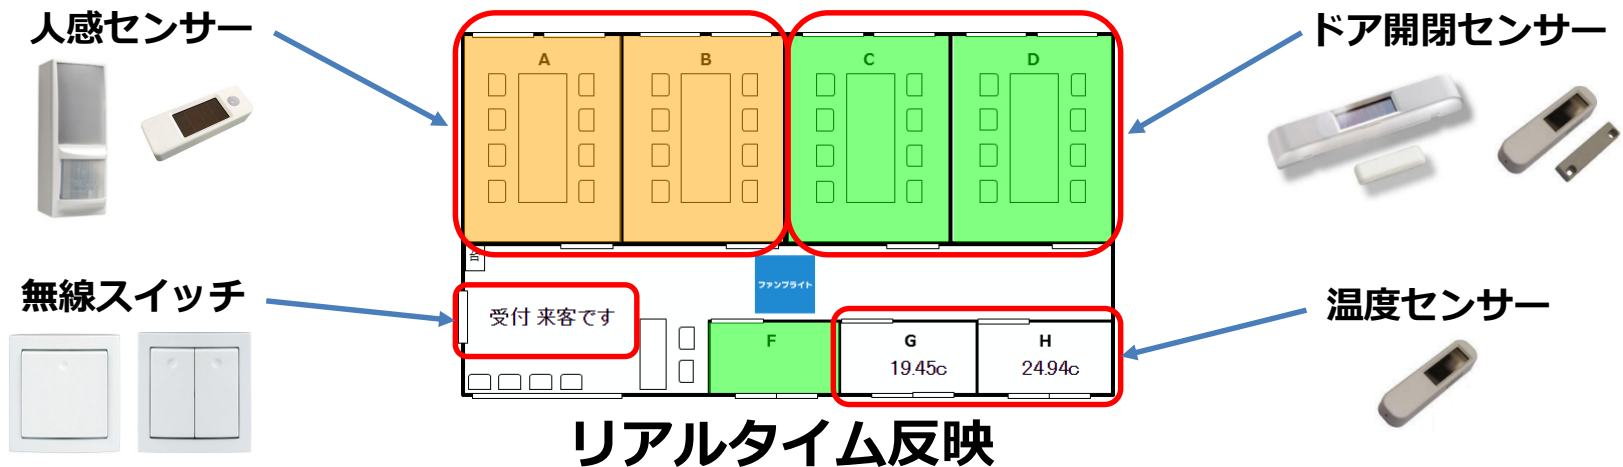 人感センサー
ドア開閉センサー
A
B
C
D
ファンブライト
無線スイッチ
受付 来客です
温度センサー
F
G
H
19.45c
24.94c
リアルタイム反映